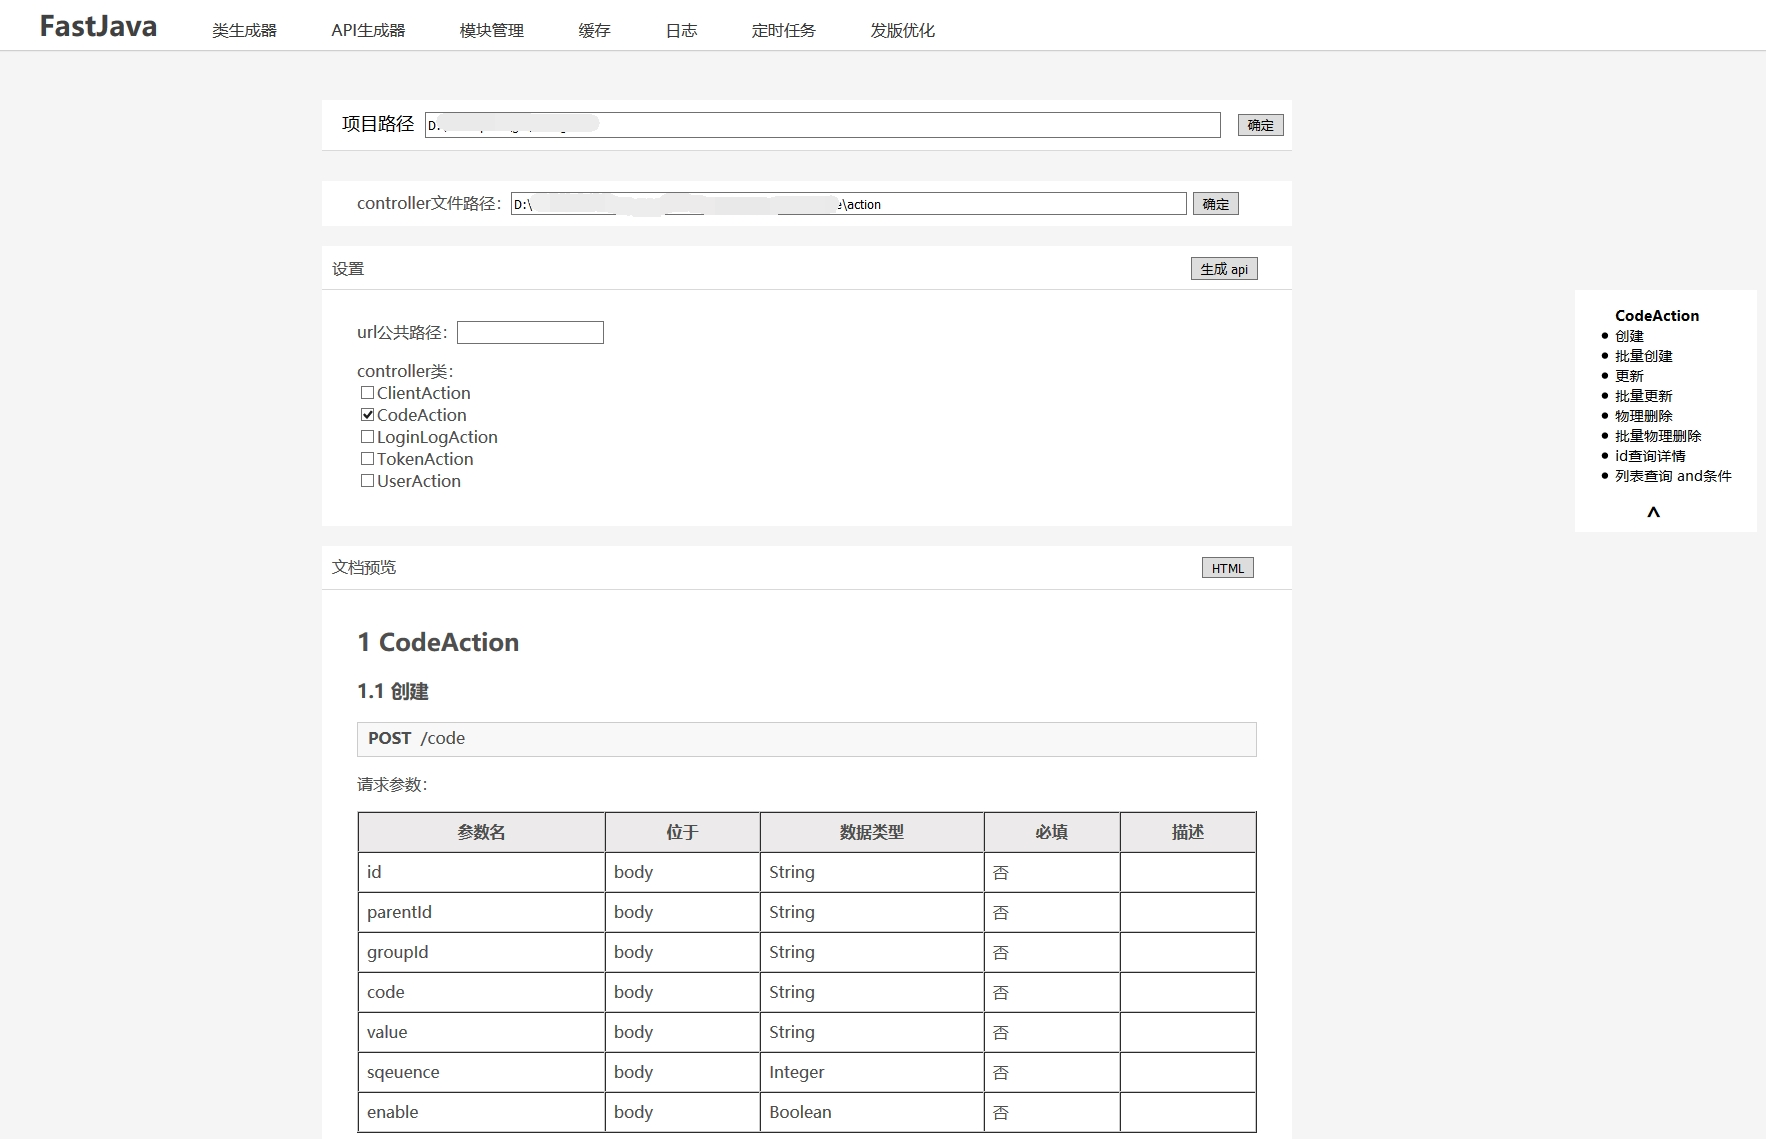 FastJava 类生成器 API生成器 模块管理 缓存 日志 定时任务 发版优化
项目路径 D: 确定
controller文件路径： D:\ e\action 确定
设置 生成 api
url公共路径：
controller类：
ClientAction
CodeAction
LoginLogAction
TokenAction
UserAction
文档预览 HTML
1 CodeAction
1.1 创建
POST /code
请求参数：
参数名 位于 数据类型 必填 描述
id body String 否
parentId body String 否
groupId body String 否
code body String 否
value body String 否
sqeuence body Integer 否
enable body Boolean 否
CodeAction
创建
批量创建
更新
批量更新
物理删除
批量物理删除
id查询详情
列表查询 and条件
^